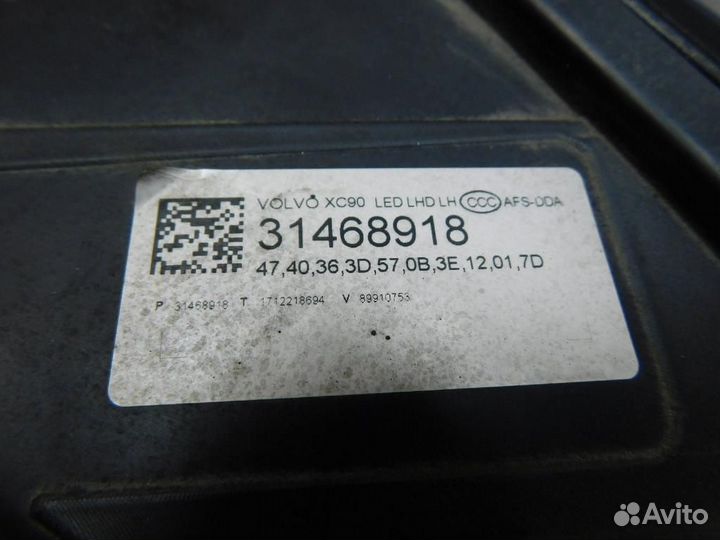 VOLVO XC90 LED LHD LH CCC AFS-DDA
31468918
47,40,36,3D,57,0B,3E,12,01,7D
P 31468918 T 1712218694 V 89910753
Avito